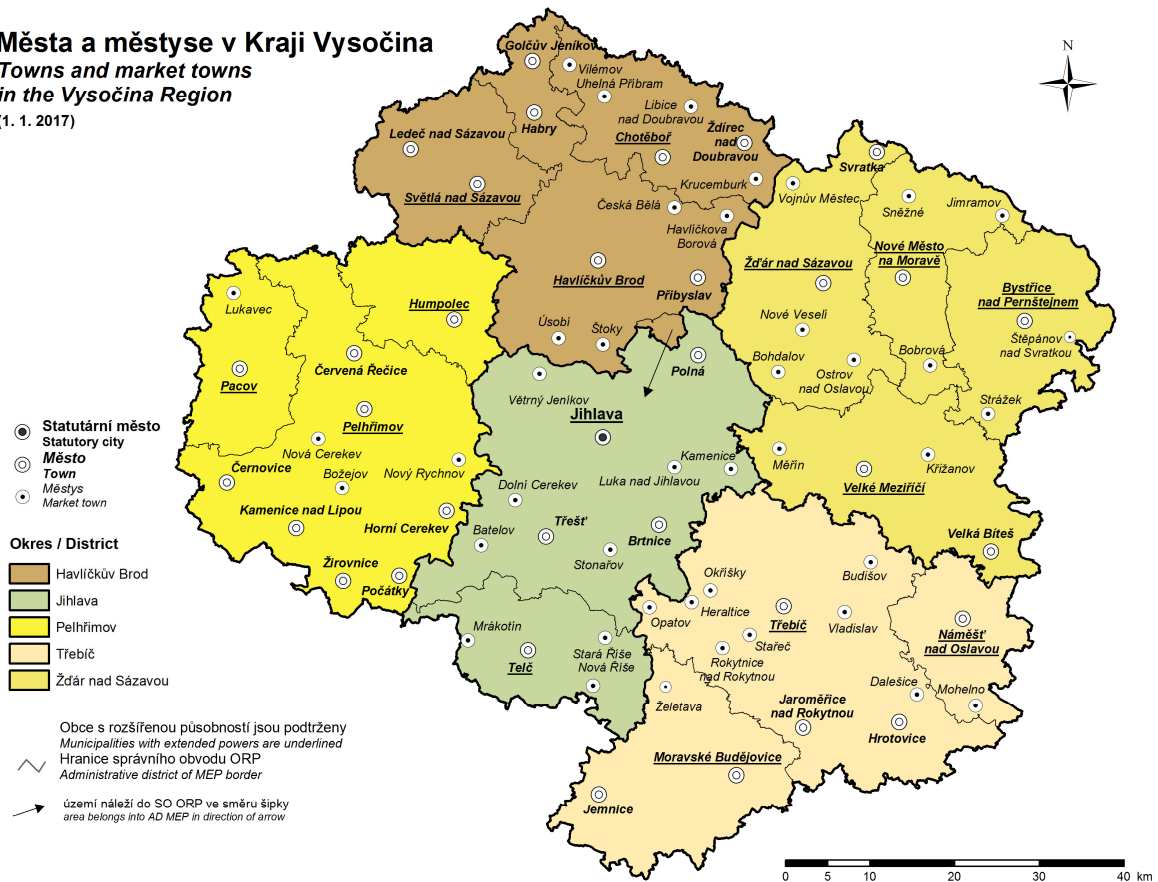 Města a městyse v Kraji Vysočina
Towns and market towns
in the Vysočina Region
(1. 1. 2017)
N
Golčův Jeníkov
Vilémov
Uhelná Příbram
Libice
nad Doubravou
Habry
Ledeč nad Sázavou
Chotěboř
Ždírec
nad
Doubravou
Světlá nad Sázavou
Krucemburk
Česká Bělá
Havlíčkova
Borová
Havlíčkův Brod
Přibyslav
Úsobí
Štoky
Svratka
Vojnův Městec
Sněžné
Jimramov
Nové Město
na Moravě
Žďár nad Sázavou
Bystřice
nad Pernštejnem
Nové Veselí
Štěpánov
nad Svratkou
Bohdalov
Ostrov
nad Oslavou
Bobrová
Strážek
Měřín
Křižanov
Velké Meziříčí
Velká Bíteš
Lukavec
Humpolec
Pacov
Červená Řečice
Pelhřimov
Nová Cerekev
Černovice
Božejov
Nový Rychnov
Kamenice nad Lipou
Horní Cerekev
Žirovnice
Počátky
Polná
Větrný Jeníkov
Jihlava
Kamenice
Luka nad Jihlavou
Dolní Cerekev
Třešť
Batelov
Brtnice
Stonařov
Mrákotín
Telč
Stará Říše
Nová Říše
Okříšky
Budišov
Opatov
Heraltice
Třebíč
Vladislav
Stařeč
Rokytnice
nad Rokytnou
Náměšť
nad Oslavou
Dalešice
Mohelno
Želetava
Jaroměřice
nad Rokytnou
Hrotovice
Moravské Budějovice
Jemnice
Statutární město
Statutory city
Město
Town
Městys
Market town
Okres / District
Havlíčkův Brod
Jihlava
Pelhřimov
Třebíč
Žďár nad Sázavou
Obce s rozšířenou působností jsou podtrženy
Municipalities with extended powers are underlined
Hranice správního obvodu ORP
Administrative district of MEP border
území náleží do SO ORP ve směru šipky
area belongs into AD MEP in direction of arrow
0 5 10 20 30 40 km